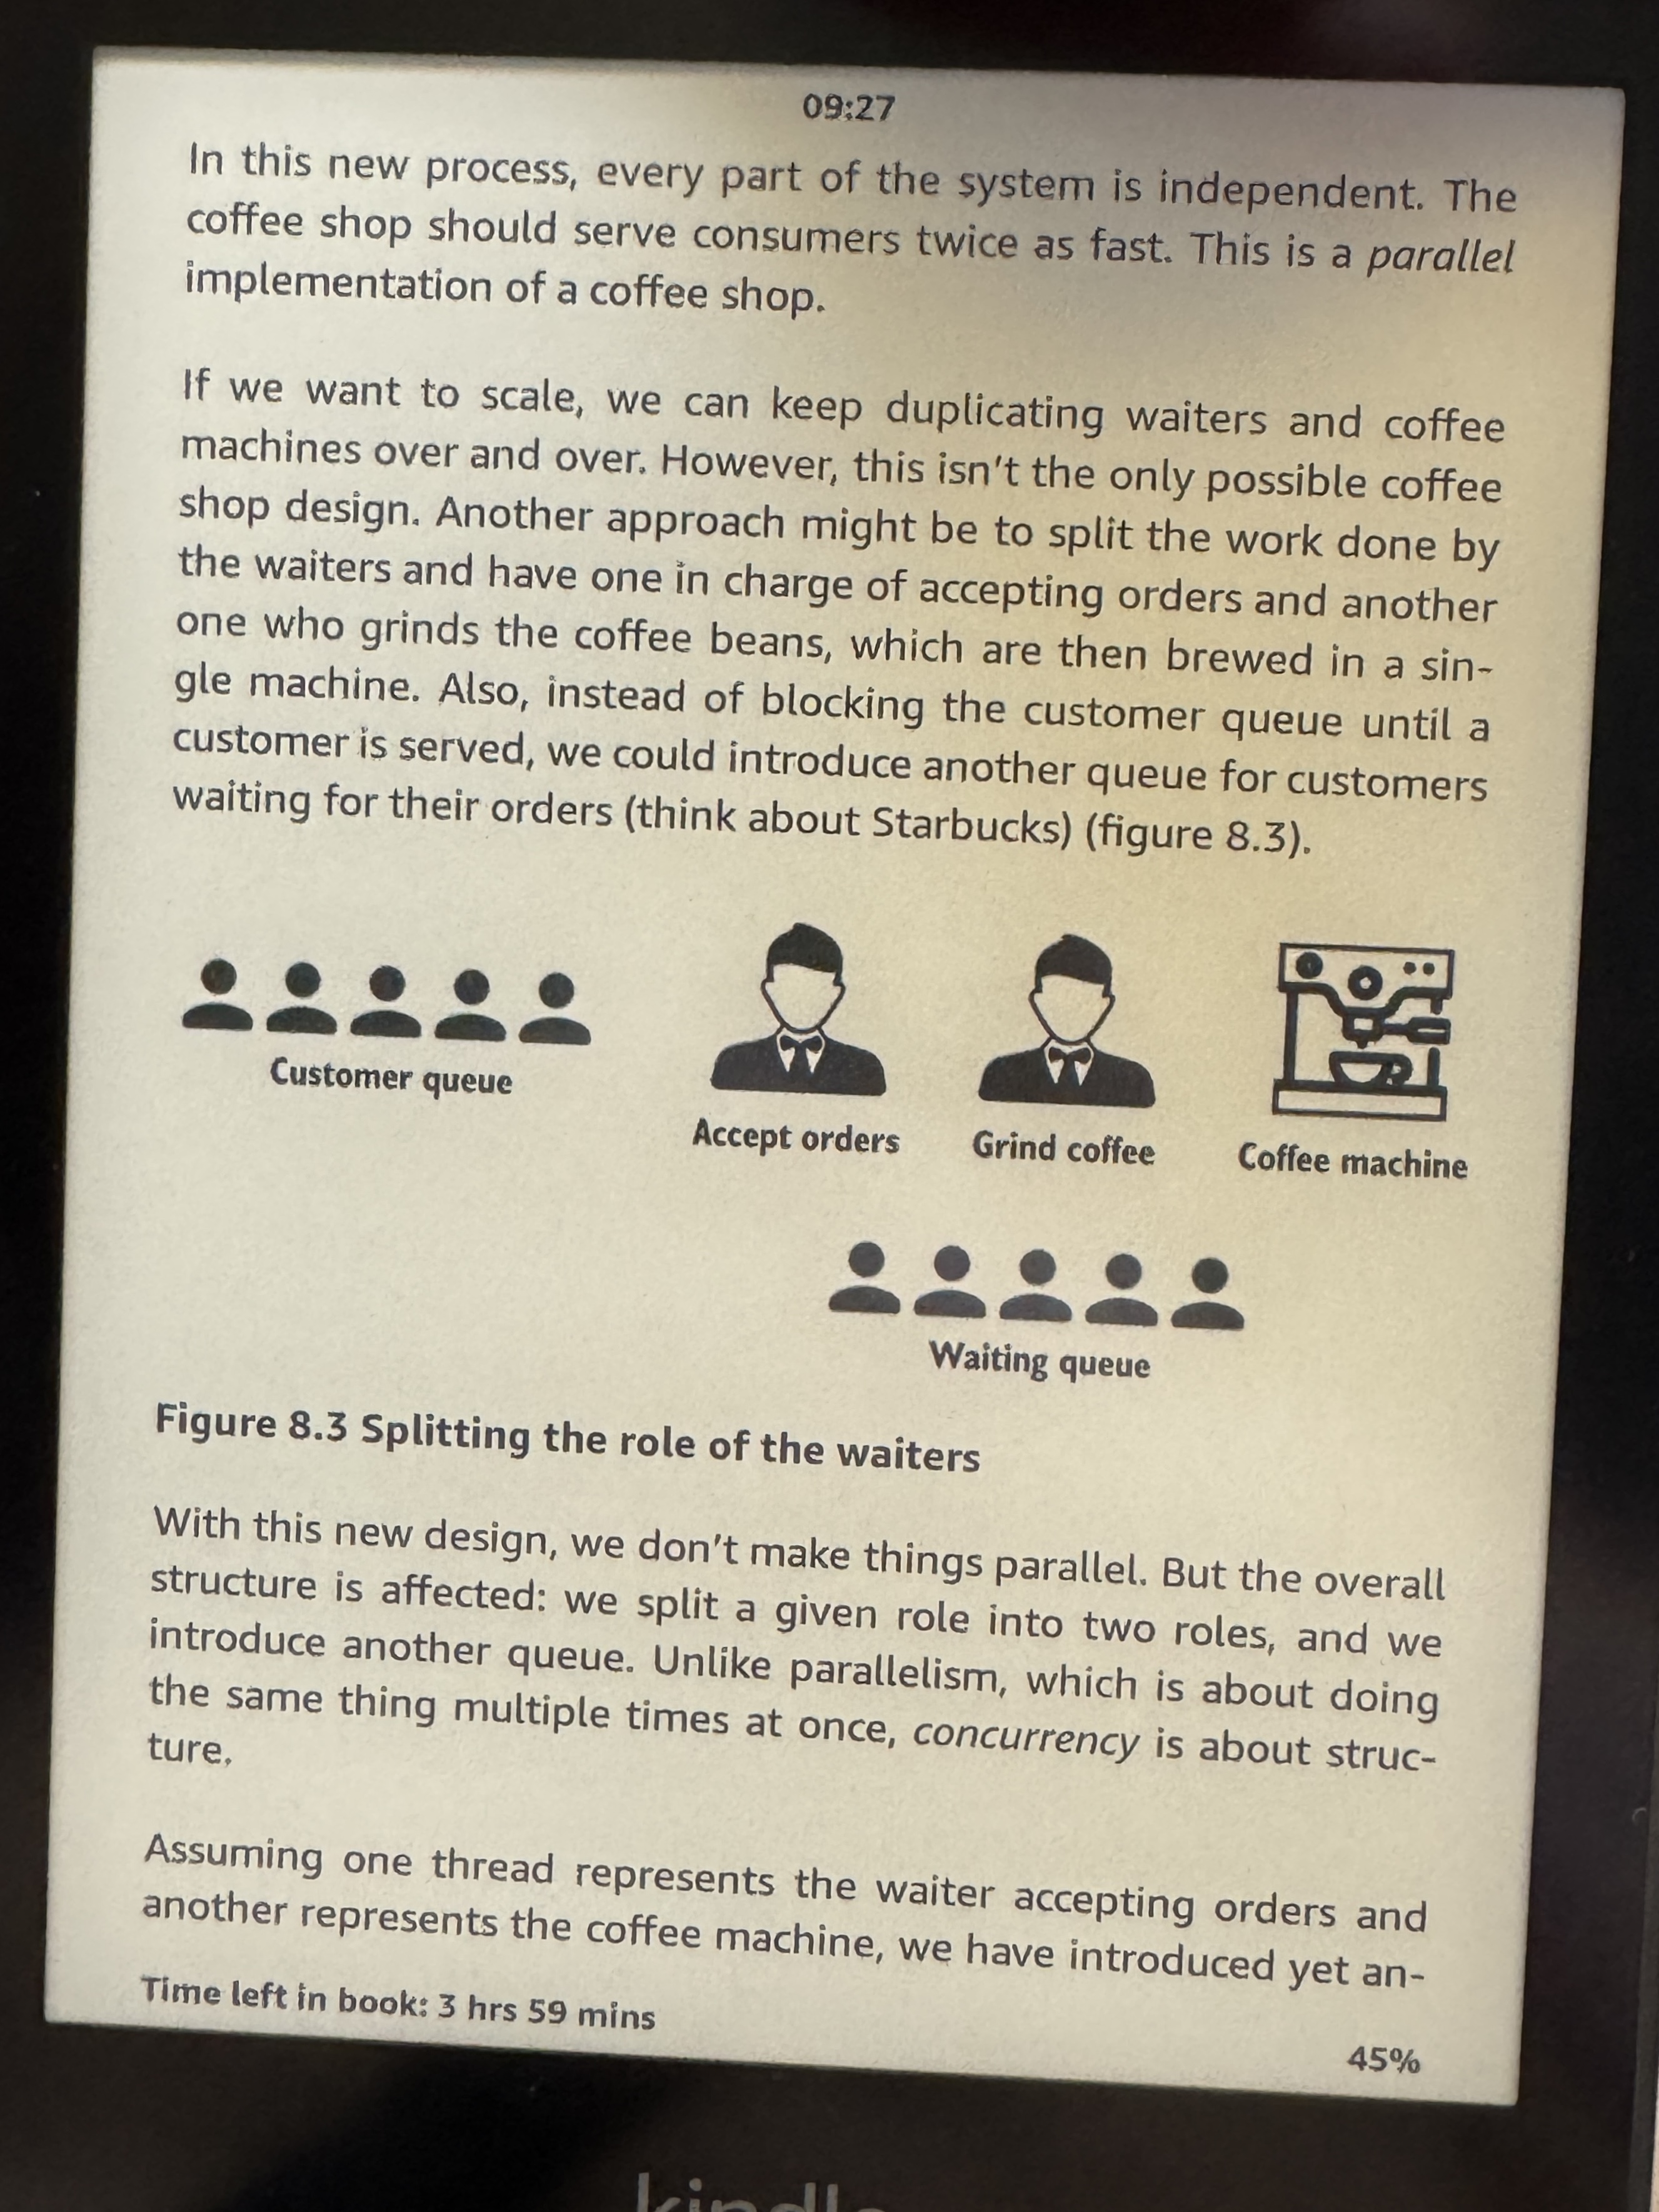 09:27
In this new process, every part of the system is independent. The
coffee shop should serve consumers twice as fast. This is a parallel
implementation of a coffee shop.
If we want to scale, we can keep duplicating waiters and coffee
machines over and over. However, this isn't the only possible coffee
shop design. Another approach might be to split the work done by
the waiters and have one in charge of accepting orders and another
one who grinds the coffee beans, which are then brewed in a sin-
gle machine. Also, instead of blocking the customer queue until a
customer is served, we could introduce another queue for customers
waiting for their orders (think about Starbucks) (figure 8.3).
Customer queue
Accept orders
Grind coffee
Coffee machine
Waiting queue
Figure 8.3 Splitting the role of the waiters
With this new design, we don't make things parallel. But the overall
structure is affected: we split a given role into two roles, and we
introduce another queue. Unlike parallelism, which is about doing
the same thing multiple times at once, concurrency is about struc-
ture.
Assuming one thread represents the waiter accepting orders and
another represents the coffee machine, we have introduced yet an-
Time left in book: 3 hrs 59 mins
45%
kindle